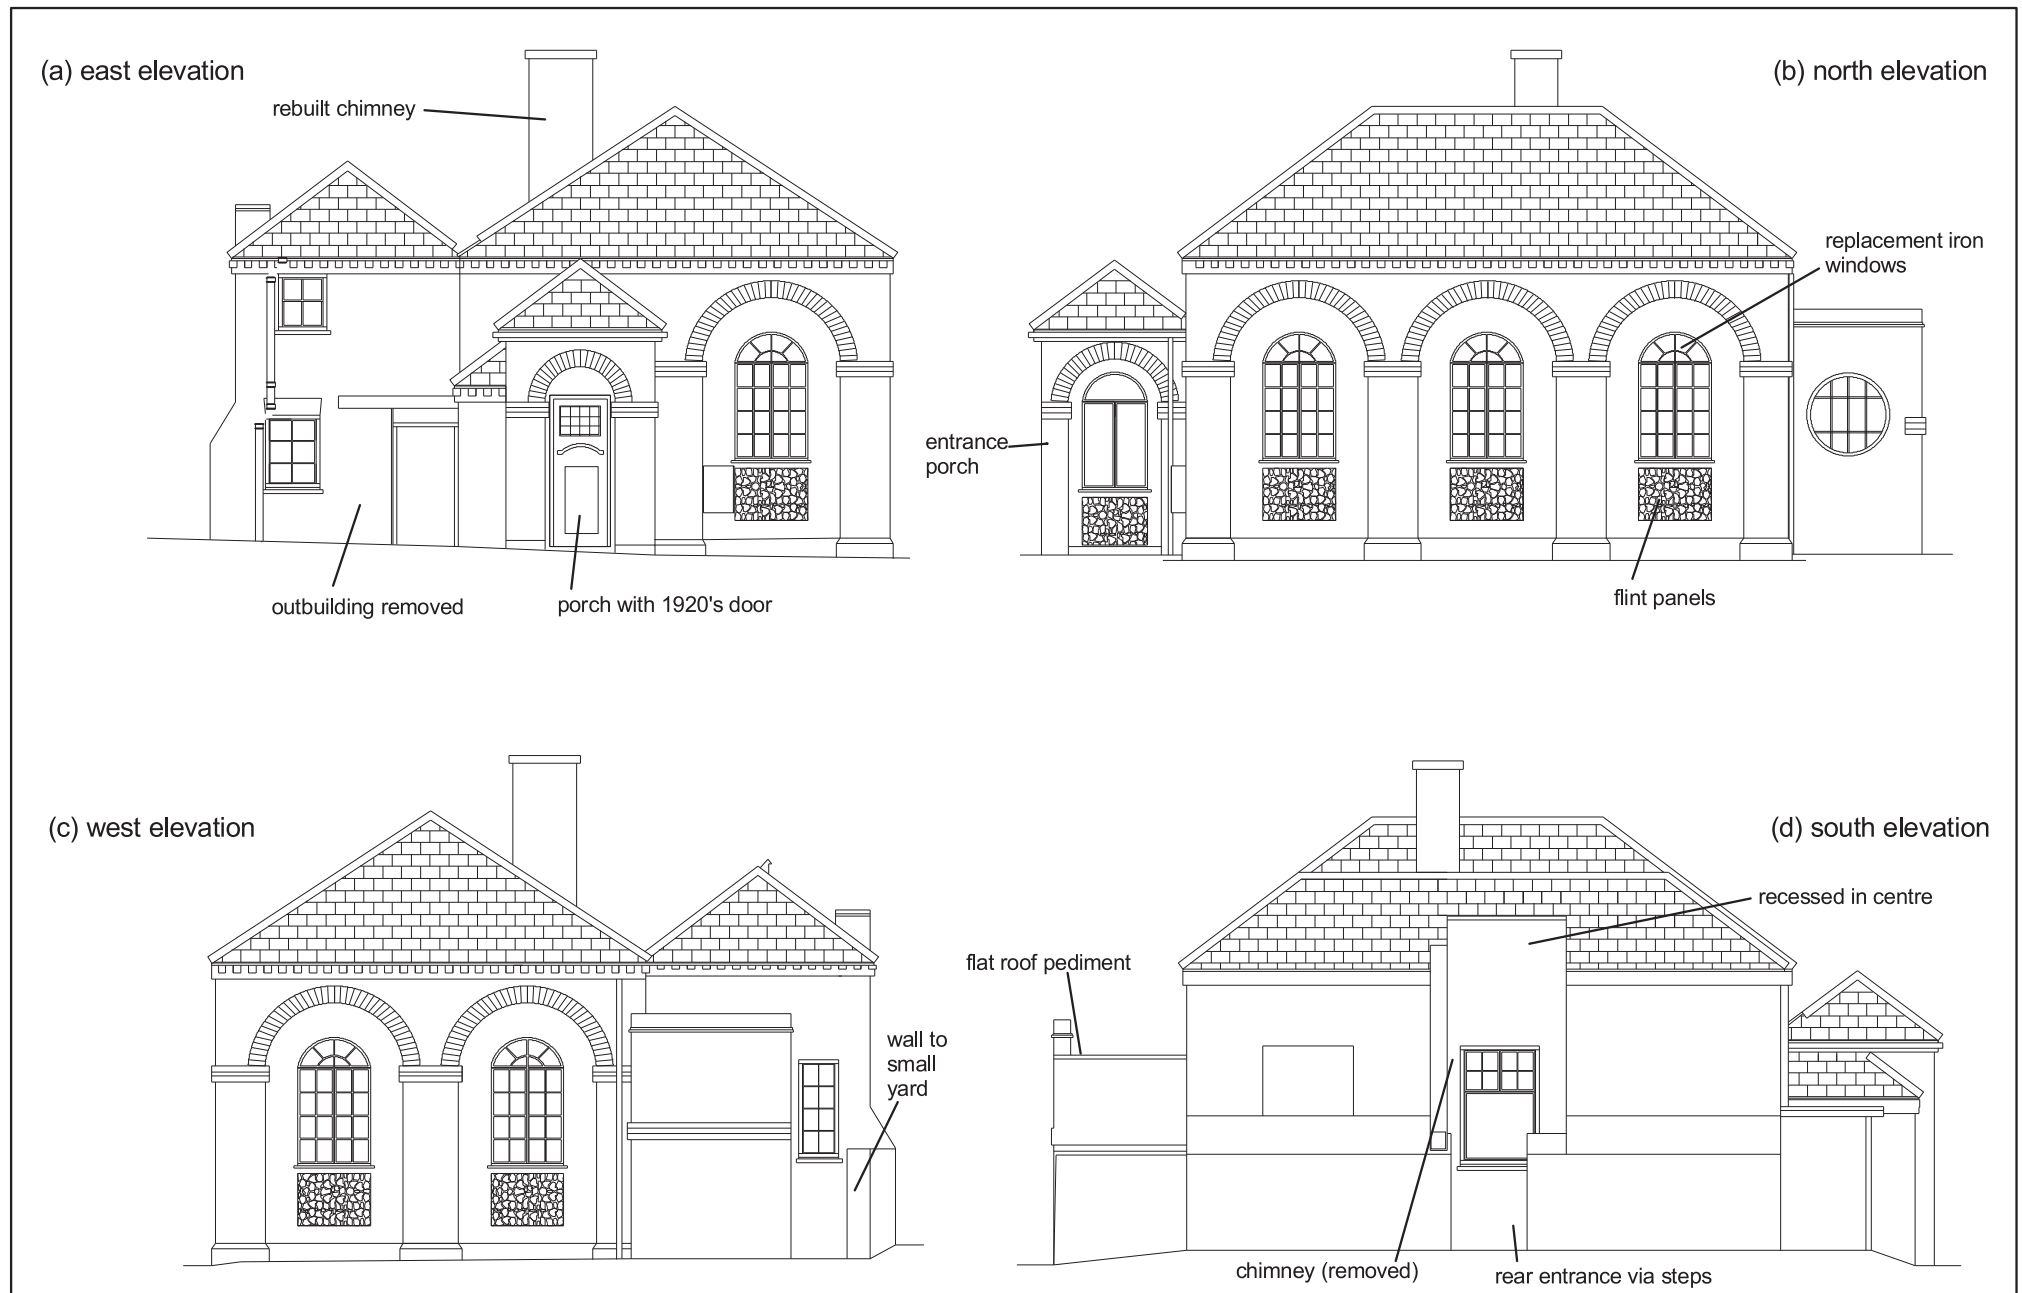 (a) east elevation
rebuilt chimney
outbuilding removed
porch with 1920's door
(b) north elevation
replacement iron
windows
entrance
porch
flint panels
(c) west elevation
wall to
small
yard
(d) south elevation
recessed in centre
flat roof pediment
chimney (removed)
rear entrance via steps